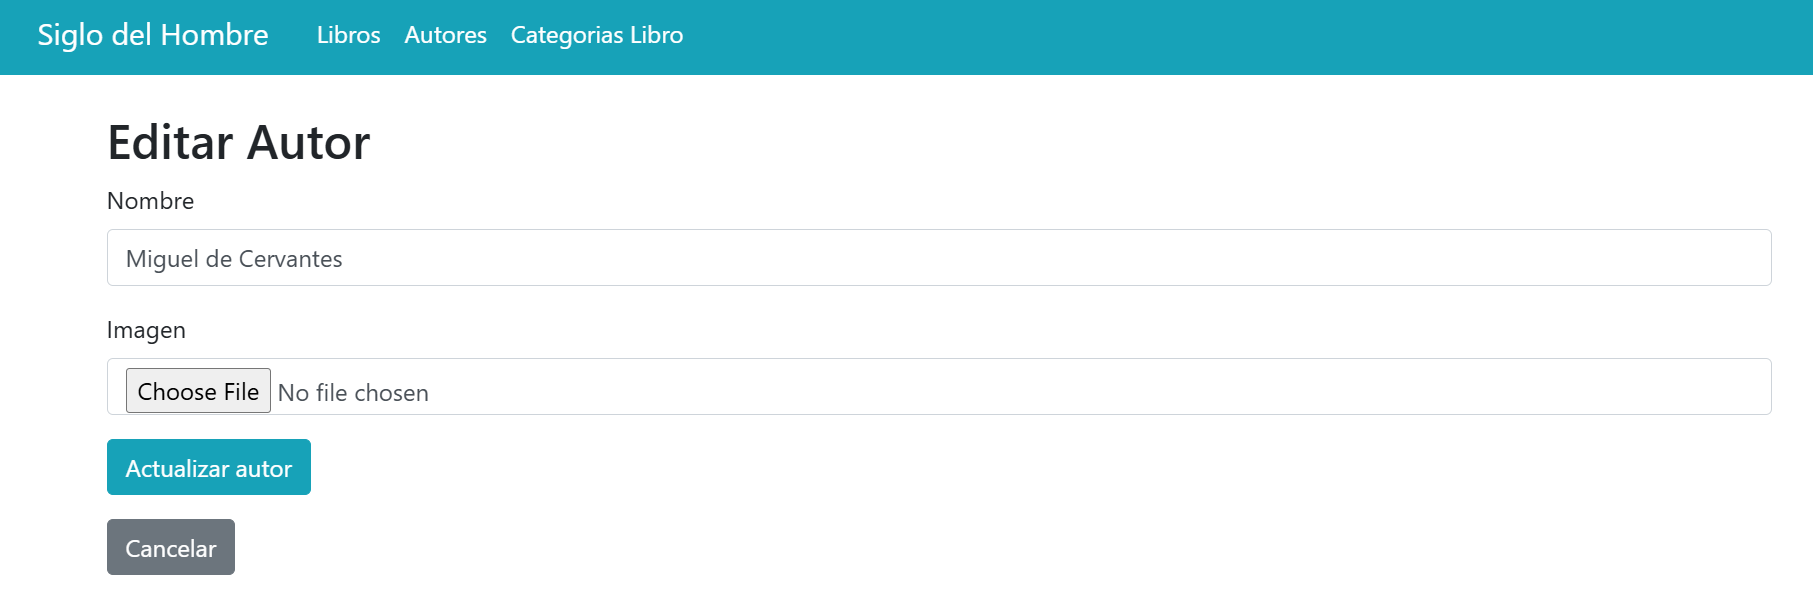 Siglo del Hombre Libros Autores Categorias Libro
Editar Autor
Nombre
Miguel de Cervantes
Imagen
Choose File No file chosen
Actualizar autor
Cancelar